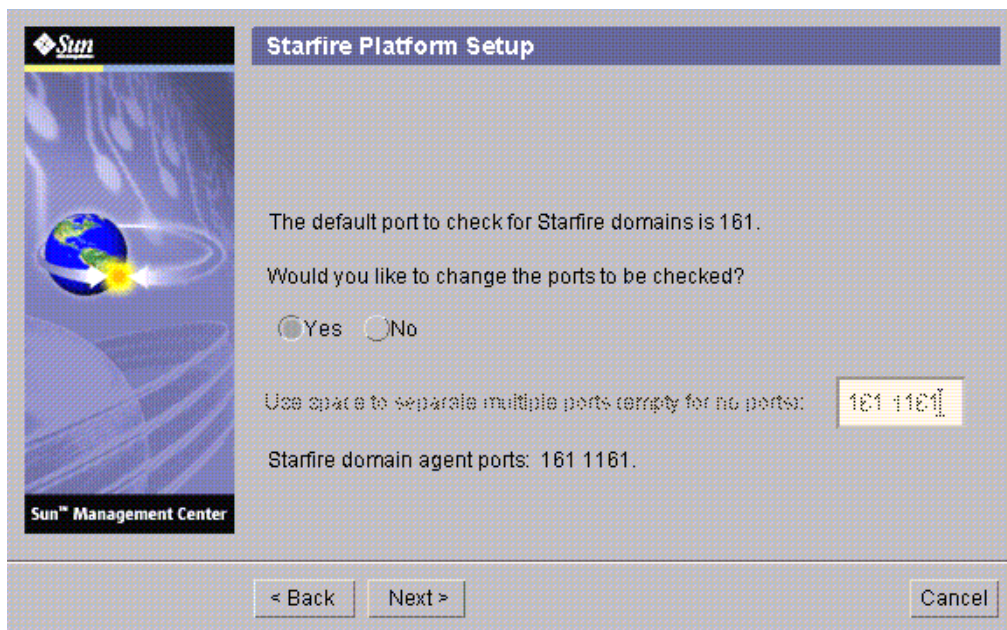 Sun
Starfire Platform Setup
The default port to check for Starfire domains is 161.
Would you like to change the ports to be checked?
Yes No
Use space to separate multiple ports (empty for no ports): 161 1161
Starfire domain agent ports: 161 1161.
Sun™ Management Center
< Back Next > Cancel